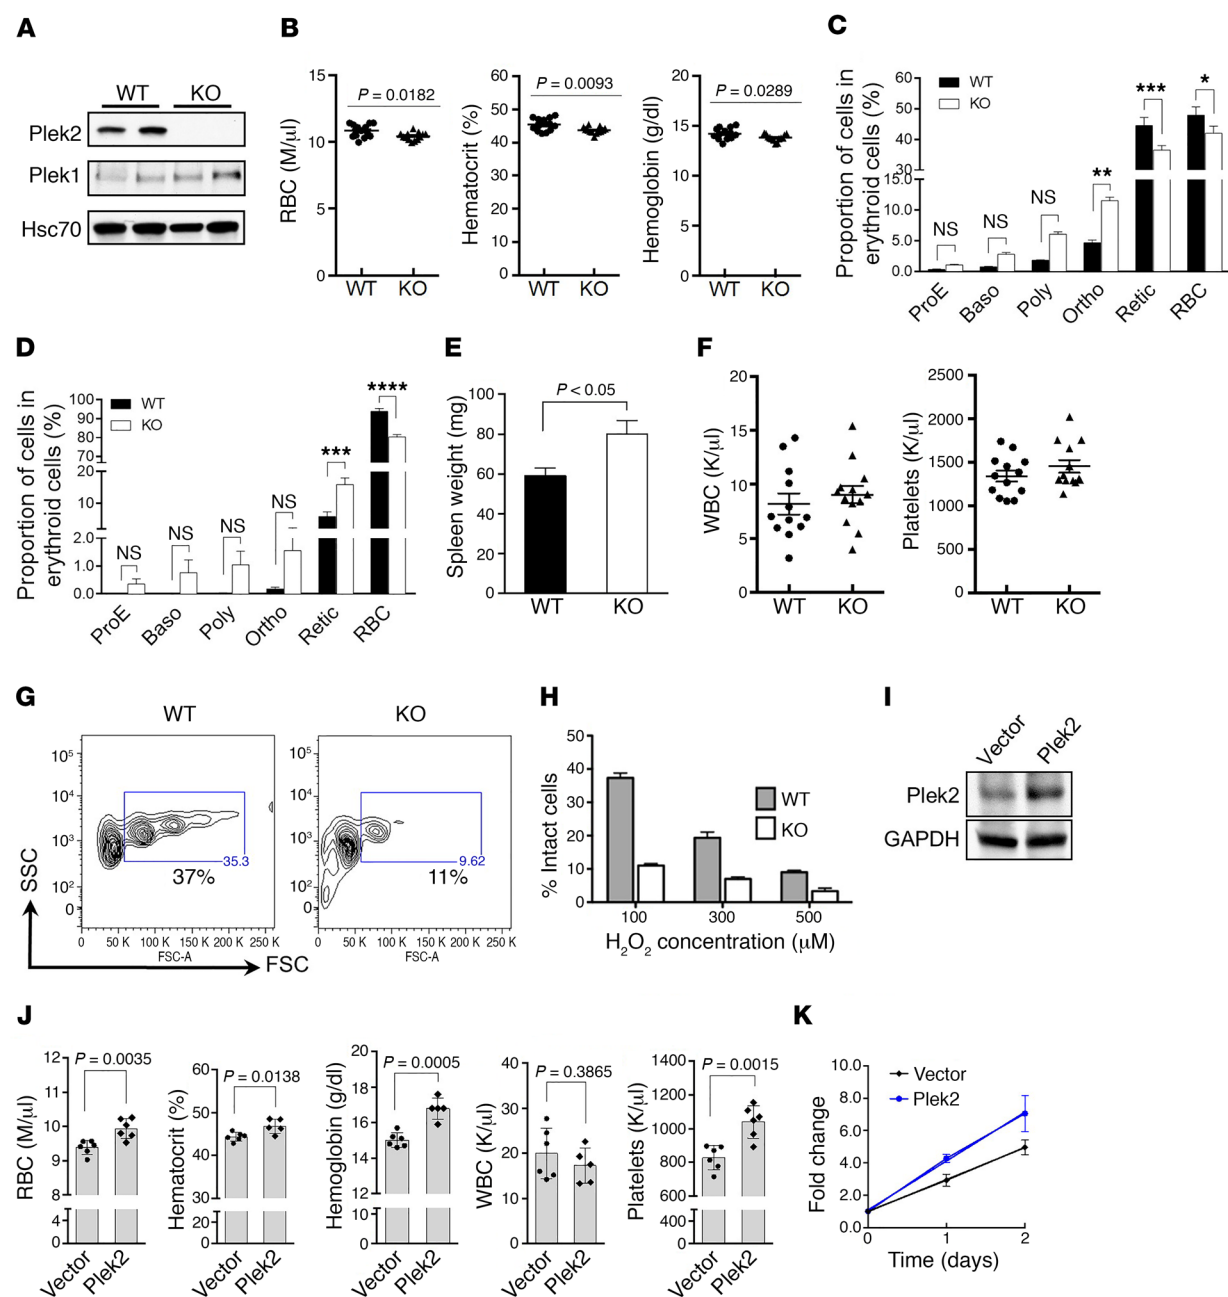 A
WT KO
Plek2
Plek1
Hsc70
B
RBC (M/μl)
15
10
5
0
P = 0.0182
WT KO
Hematocrit (%)
60
50
40
30
20
10
0
P = 0.0093
WT KO
Hemoglobin (g/dl)
20
15
10
5
0
P = 0.0289
WT KO
C
Proportion of cells in
erythroid cells (%)
60
50
40
30
15.0
10.0
5.0
0.0
WT
KO
NS NS NS ** *** *
ProE Baso Poly Ortho Retic RBC
D
Proportion of cells in
erythroid cells (%)
100
90
80
70
20
10
2.0
1.0
0.0
WT
KO
NS NS NS NS *** ****
ProE Baso Poly Ortho Retic RBC
E
Spleen weight (mg)
100
80
60
40
20
0
P < 0.05
WT KO
F
WBC (K/μl)
20
15
10
5
0
WT KO
Platelets (K/μl)
2500
2000
1500
1000
500
0
WT KO
G
WT KO
10⁵
10⁴
10³
10²
0
35.3
37%
0 50 K 100 K 150 K 200 K 250 K
FSC-A
10⁵
10⁴
10³
10²
0
9.62
11%
0 50 K 100 K 150 K 200 K 250 K
FSC-A
SSC
FSC
H
% Intact cells
50
40
30
20
10
0
WT
KO
100 300 500
H₂O₂ concentration (μM)
I
Vector Plek2
Plek2
GAPDH
J
RBC (M/μl)
12
11
10
9
8
4
0
P = 0.0035
Vector Plek2
Hematocrit (%)
60
50
40
30
20
0
P = 0.0138
Vector Plek2
Hemoglobin (g/dl)
20
18
16
14
12
10
0
P = 0.0005
Vector Plek2
WBC (K/μl)
40
30
20
10
0
P = 0.3865
Vector Plek2
Platelets (K/μl)
1400
1200
1000
800
600
400
0
P = 0.0015
Vector Plek2
K
Fold change
10.0
8.0
6.0
4.0
2.0
0.0
Vector
Plek2
0 1 2
Time (days)